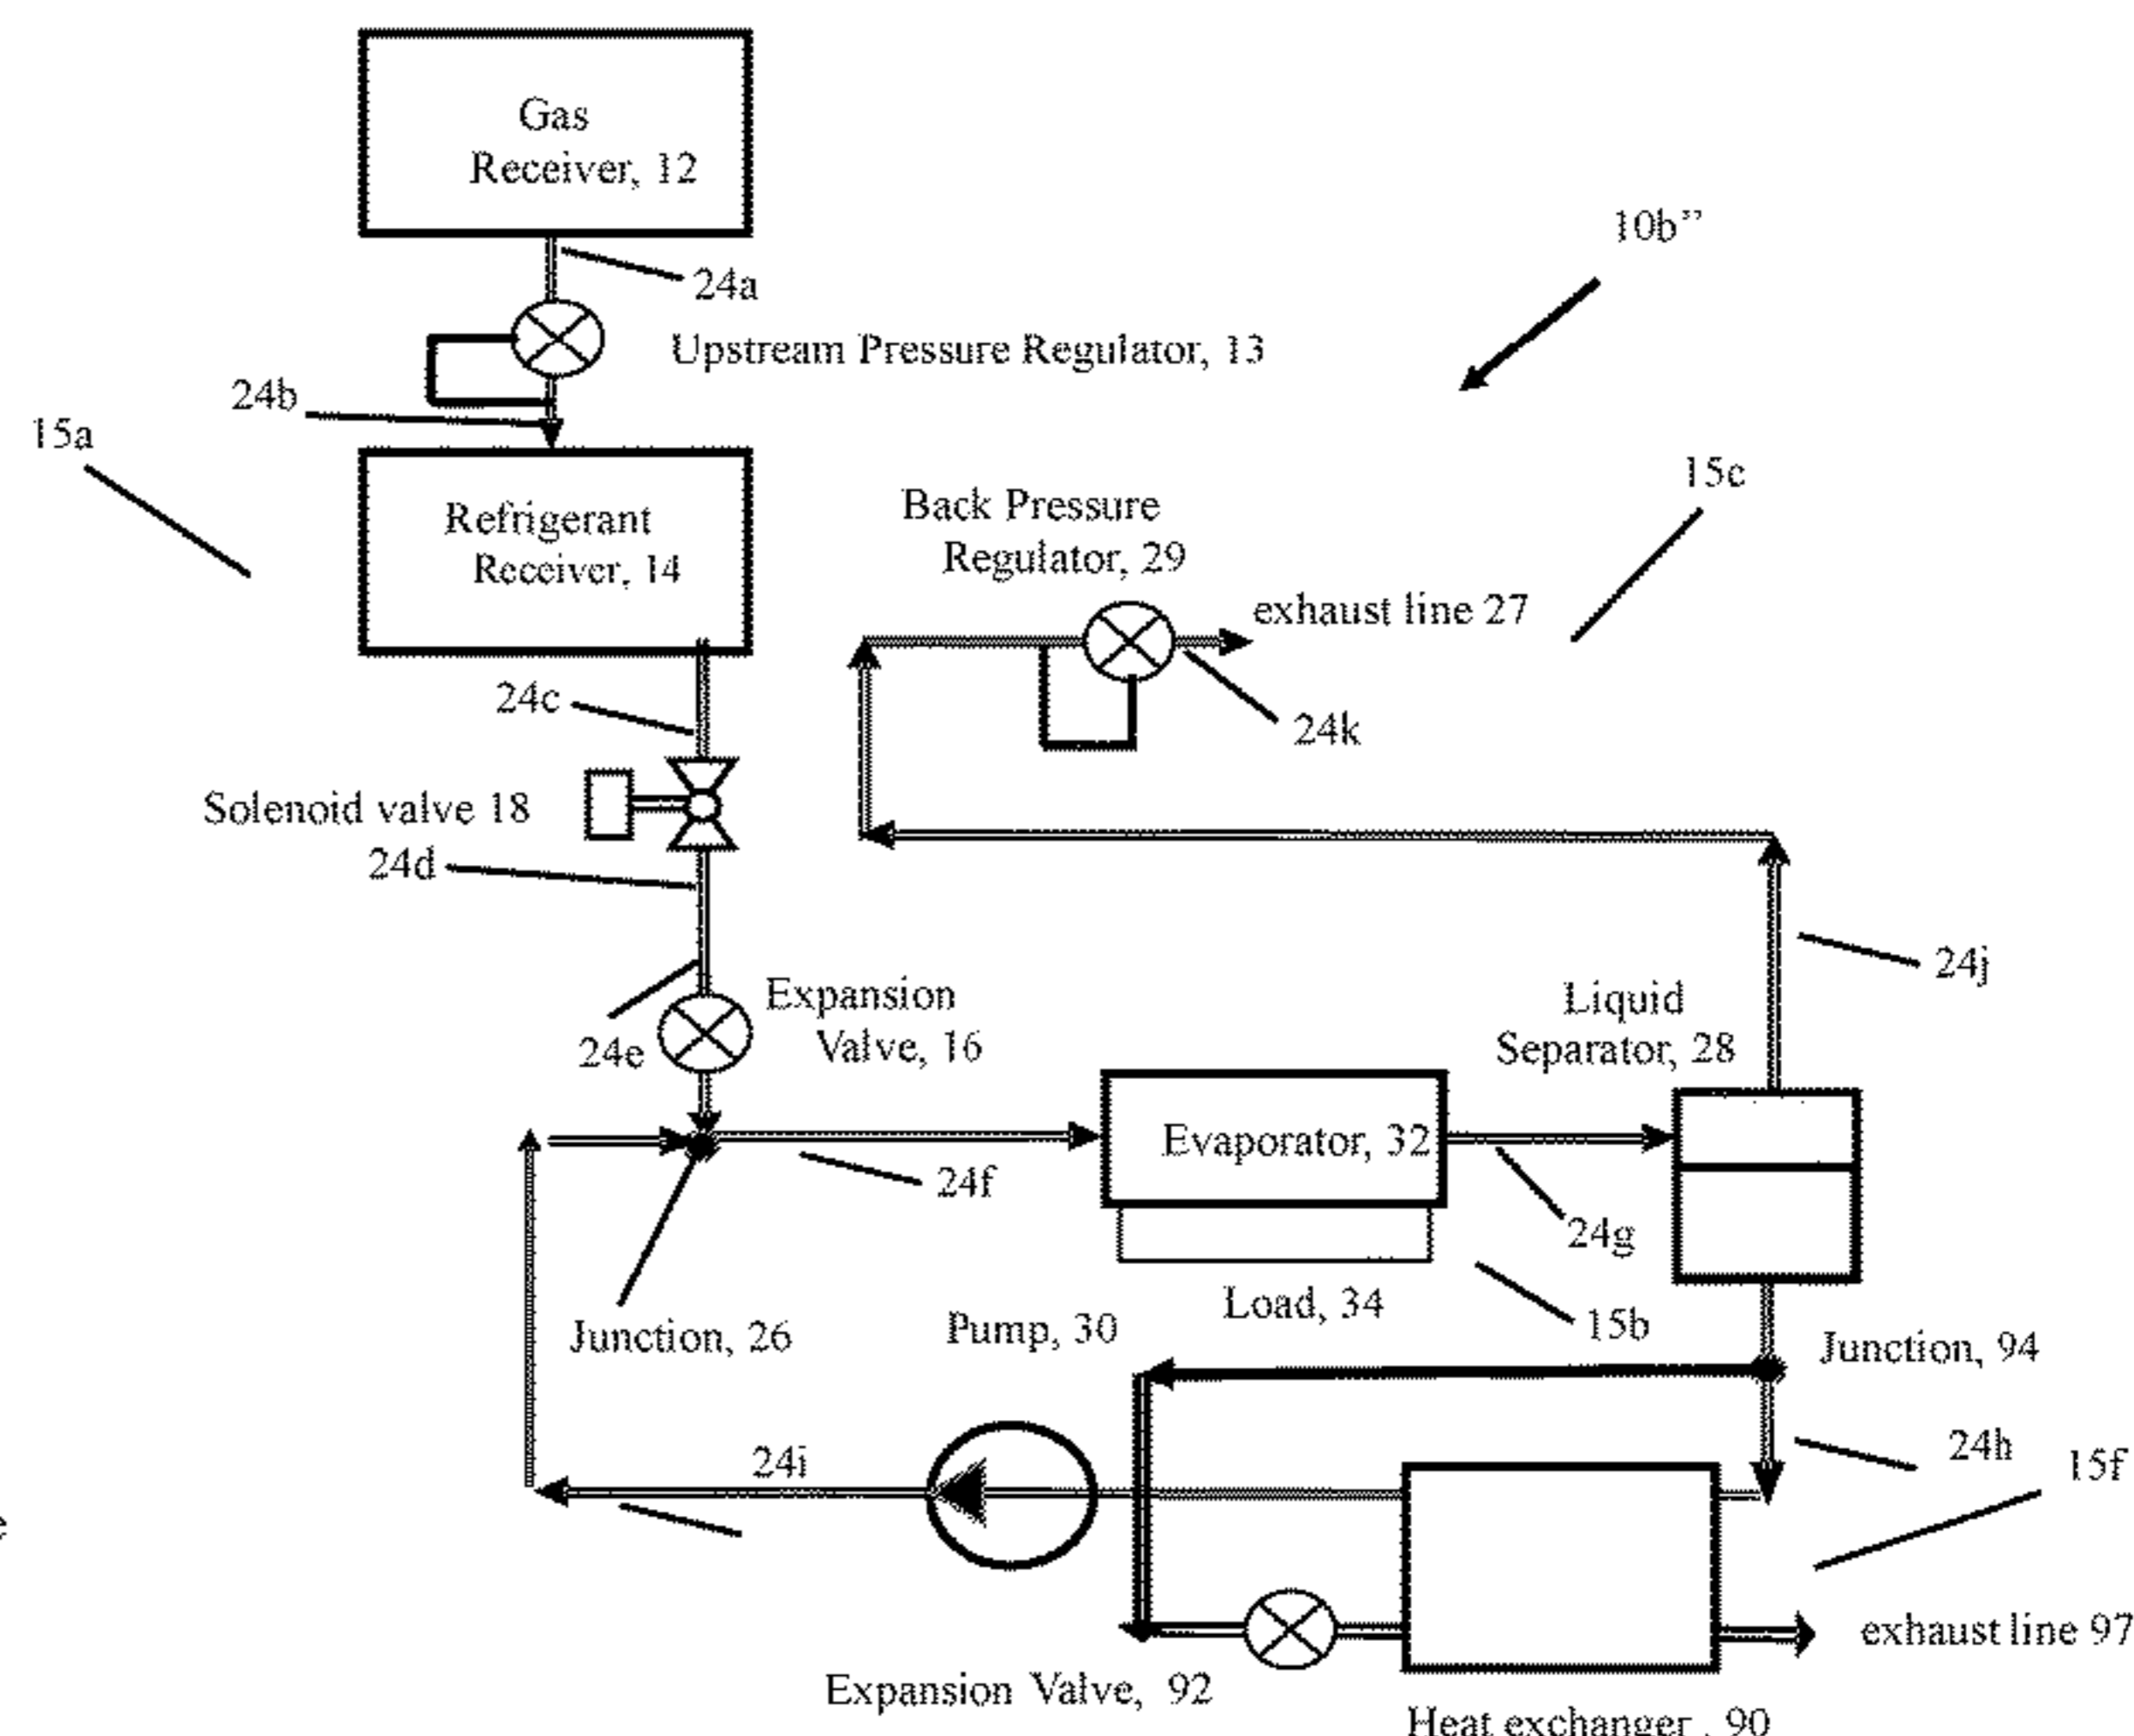 Gas
Receiver, 12
10b”
24a
Upstream Pressure Regulator, 13
24b
15a
15c
Back Pressure
Regulator, 29
Refrigerant
Receiver, 14
exhaust line 27
24c
24k
Solenoid valve 18
24d
24j
Expansion
Valve, 16
Liquid
Separator, 28
24e
Evaporator, 32
24f
24g
Load, 34
15b
Pump, 30
Junction, 26
Junction, 94
24i
24h
15f
e
exhaust line 97
Expansion Valve, 92
Heat exchanger , 90